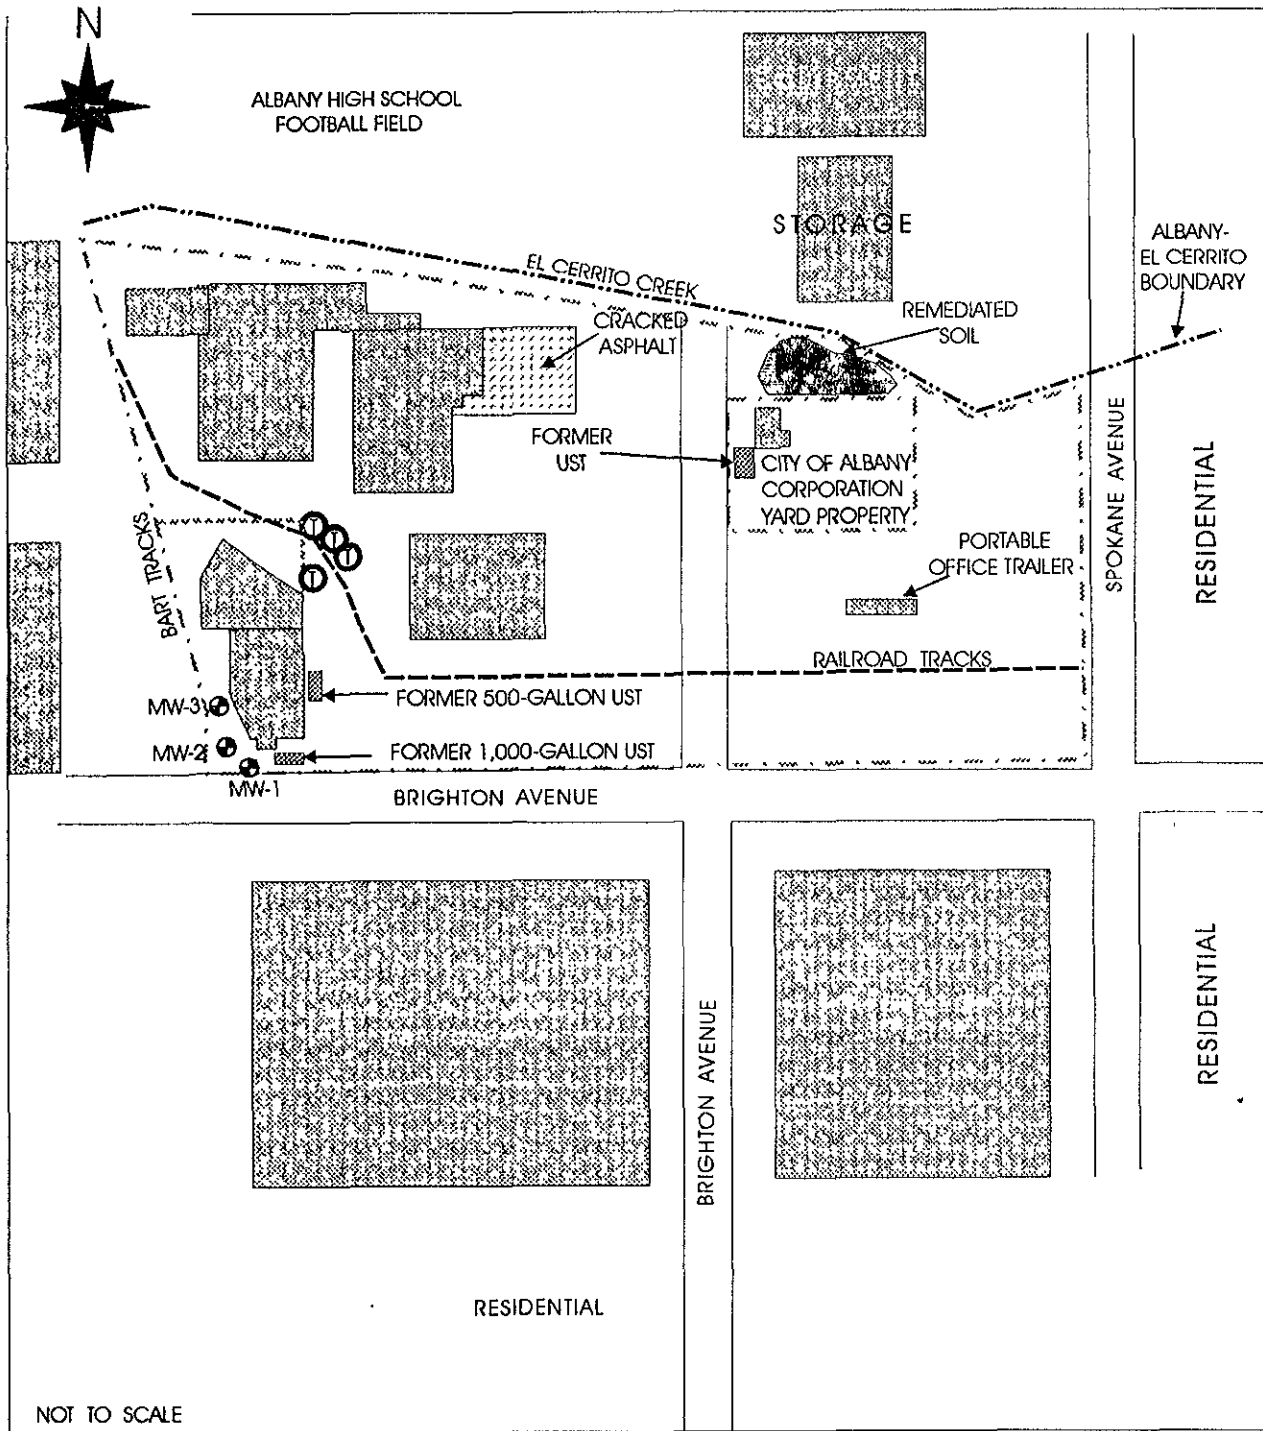 N
ALBANY HIGH SCHOOL
FOOTBALL FIELD
STORAGE
ALBANY-
EL CERRITO
BOUNDARY
EL CERRITO CREEK
REMEDIATED
SOIL
CRACKED
ASPHALT
FORMER
UST
CITY OF ALBANY
CORPORATION
YARD PROPERTY
SPOKANE AVENUE
RESIDENTIAL
BART TRACKS
T
T
T
T
PORTABLE
OFFICE TRAILER
RAILROAD TRACKS
MW-3
FORMER 500-GALLON UST
MW-2
FORMER 1,000-GALLON UST
MW-1
BRIGHTON AVENUE
RESIDENTIAL
BRIGHTON AVENUE
RESIDENTIAL
NOT TO SCALE